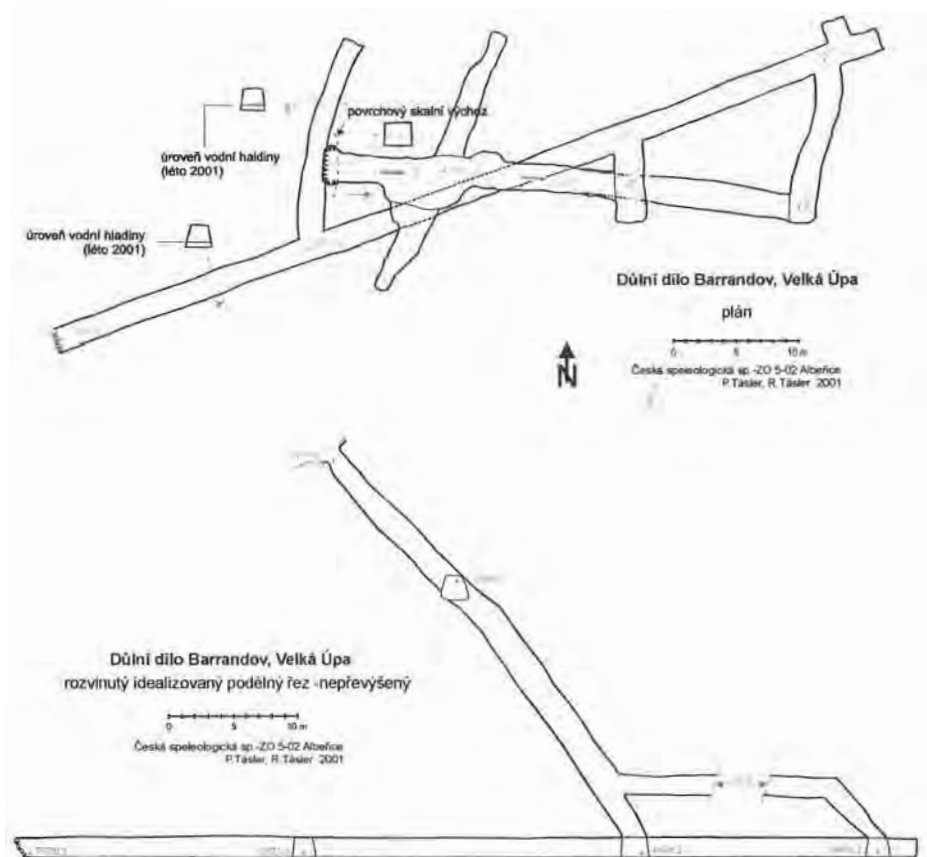 povrchový skalní výchoz
úroveň vodní haldiny
(léto 2001)
úroveň vodní hladiny
(léto 2001)
Důlní dílo Barrandov, Velká Úpa
plán
0 5 10 m
Česká speleologická sp.-ZO 5-02 Albeřice
P.Tásler, R.Tásler 2001
N
Důlní dílo Barrandov, Velká Úpa
rozvinutý idealizovaný podélný řez -nepřevýšený
0 5 10 m
Česká speleologická sp.-ZO 5-02 Albeřice
P.Tásler, R.Tásler 2001